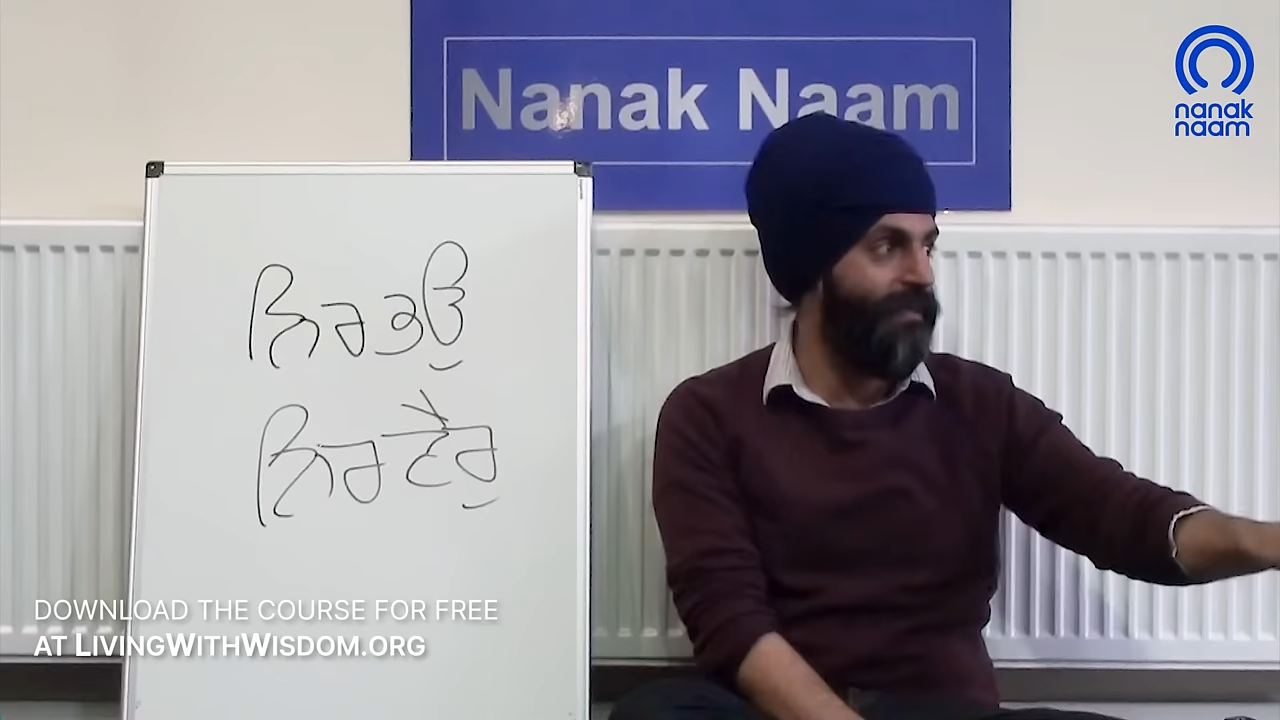 Nanak Naam
nanak
naam
ਨਿਰਭਉ
ਨਿਰਵੈਰੁ
DOWNLOAD THE COURSE FOR FREE
AT LIVINGWITHWISDOM.ORG